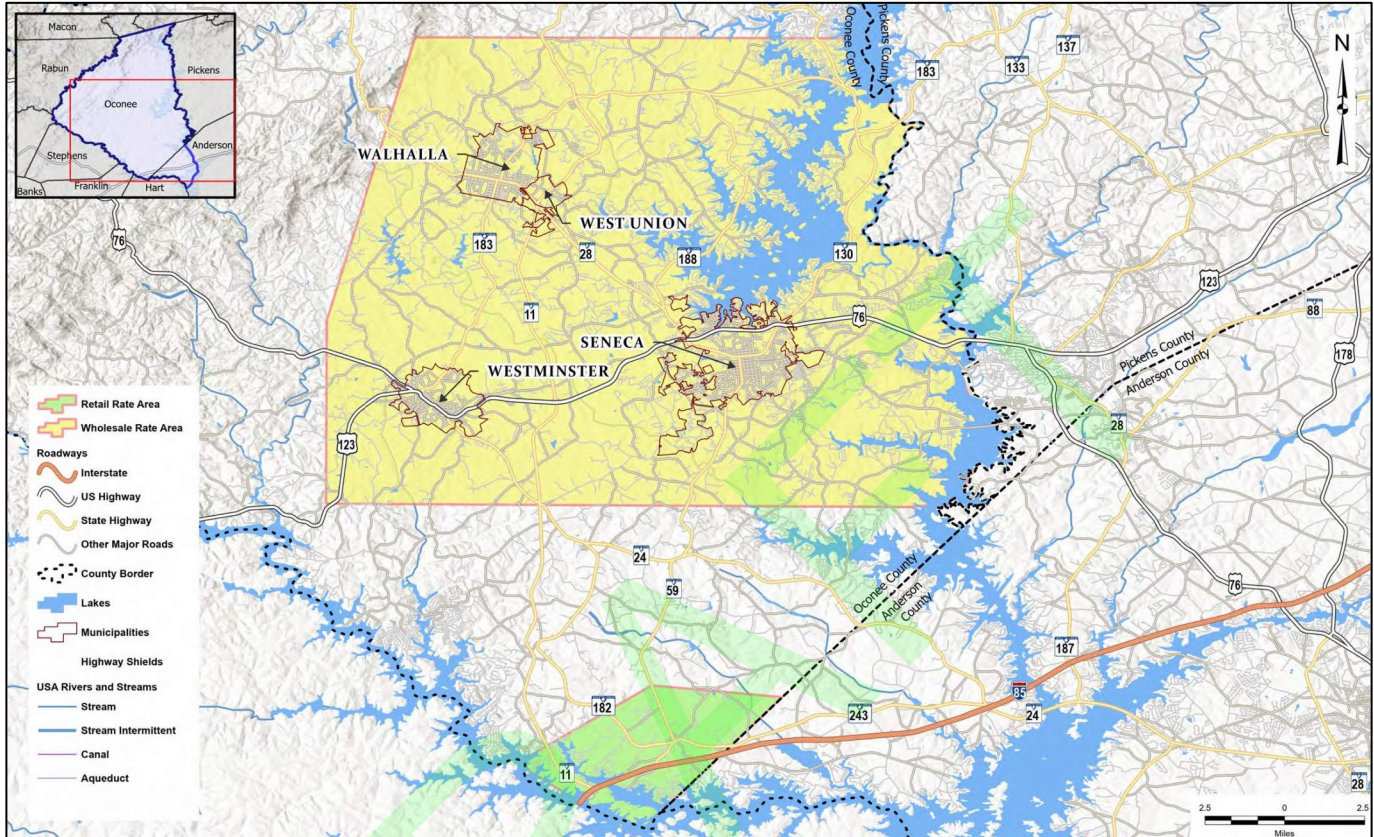 Macon
Rabun
Pickens
Oconee
Anderson
Stephens
Banks
Franklin
Hart
Oconee County
Pickens County
183
133
137
N
WALHALLA
WEST UNION
76
183
28
188
130
11
76
123
88
178
SENECA
WESTMINSTER
Pickens County
Anderson County
28
123
Retail Rate Area
Wholesale Rate Area
Roadways
Interstate
US Highway
State Highway
Other Major Roads
County Border
Lakes
Municipalities
Highway Shields
USA Rivers and Streams
Stream
Stream Intermittent
Canal
Aqueduct
24
59
Oconee County
Anderson
County
76
187
182
243
85
24
11
28
2.5 0 2.5
Miles